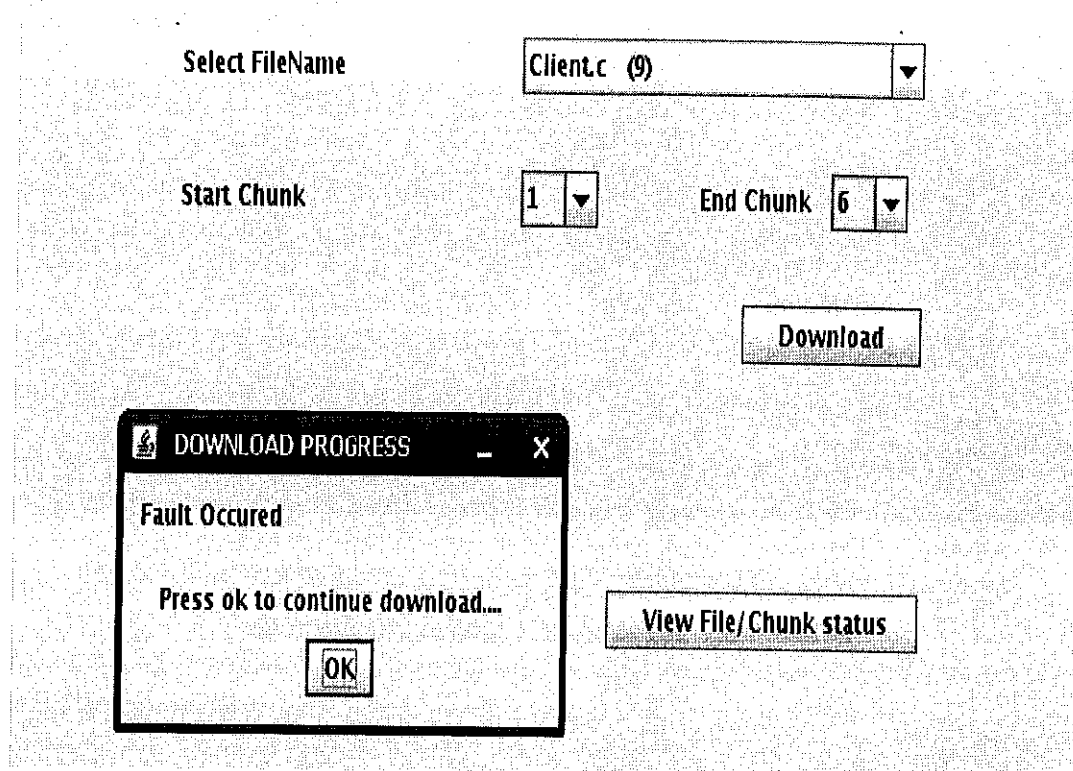 Select FileName Client.c (9)
Start Chunk 1 End Chunk 6
Download
DOWNLOAD PROGRESS
Fault Occured
Press ok to continue download....
OK
View File/Chunk status